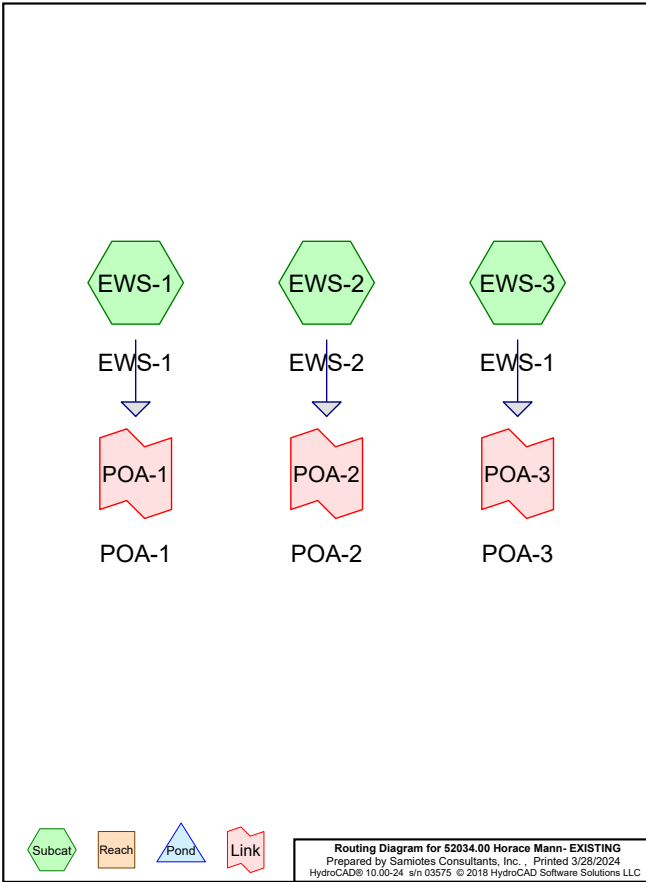 EWS-1 EWS-2 EWS-3
EWS-1 EWS-2 EWS-1
POA-1 POA-2 POA-3
POA-1 POA-2 POA-3
Subcat Reach Pond Link
Routing Diagram for 52034.00 Horace Mann- EXISTING
Prepared by Samiotes Consultants, Inc. , Printed 3/28/2024
HydroCAD® 10.00-24 s/n 03575 © 2018 HydroCAD Software Solutions LLC